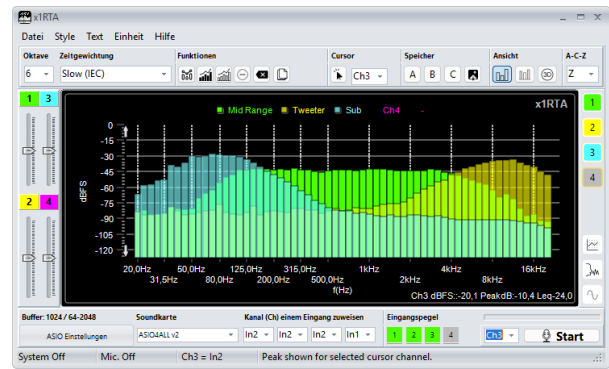 x1RTA
Datei Style Text Einheit Hilfe
Oktave Zeitgewichtung Funktionen Cursor Speicher Ansicht A-C-Z
6 Slow (IEC) Ch3 A B C 3D Z
1 3
Mid Range Tweeter Sub Ch4 - x1RTA
1
2
3
4
0
-15
-30
-45
-60
-75
-90
-105
-120
dBFS
2 4
20,0Hz 50,0Hz 125,0Hz 315,0Hz 1kHz 4kHz 16kHz
31,5Hz 80,0Hz 200,0Hz 500,0Hz 2kHz 8kHz
f(Hz)
Ch3 dBFS:-20,1 PeakdB:-10,4 Leq-24,0
Buffer: 1024 / 64-2048 Soundkarte Kanal (Ch) einem Eingang zuweisen Eingangspegel
ASIO Einstellungen ASIO4ALL v2 In2 In2 In2 In1 1 2 3 4 Ch3 Start
System Off Mic. Off Ch3 = In2 Peak shown for selected cursor channel.